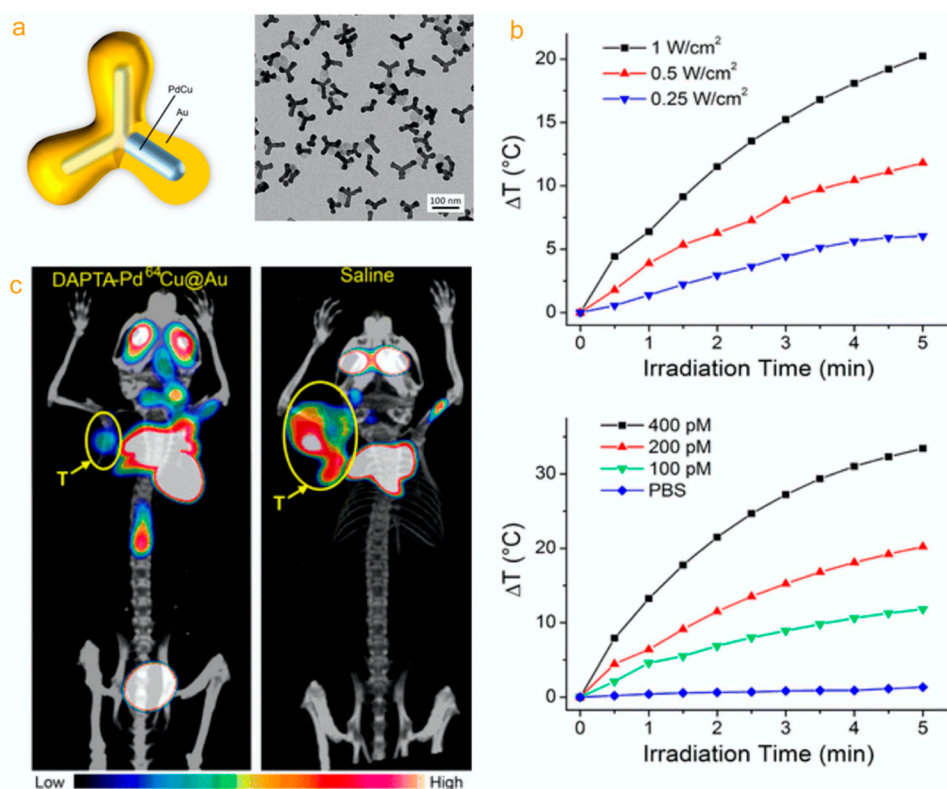 a
PdCu
Au
100 nm
b
1 W/cm²
0.5 W/cm²
0.25 W/cm²
20
15
10
5
0
ΔT (°C)
0 1 2 3 4 5
Irradiation Time (min)
c
DAPTA-Pd⁶⁴Cu@Au
Saline
T
T
Low
High
400 pM
200 pM
100 pM
PBS
30
20
10
0
ΔT (°C)
0 1 2 3 4 5
Irradiation Time (min)